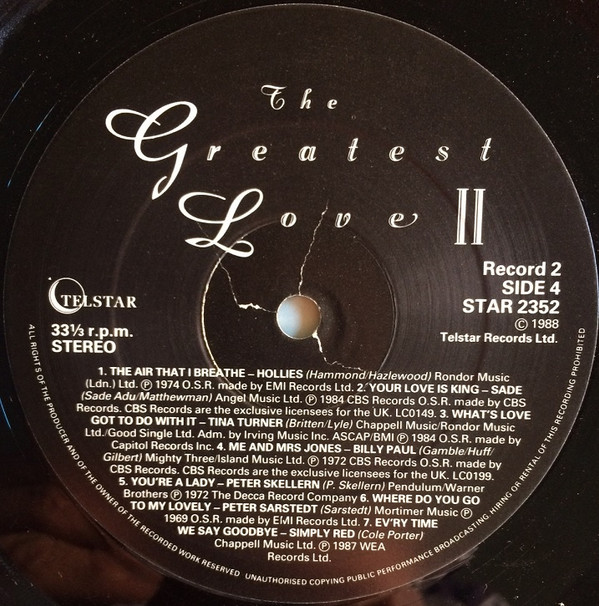 The
Greatest
Love II
TELSTAR
33⅓ r.p.m.
STEREO
Record 2
SIDE 4
STAR 2352
© 1988
Telstar Records Ltd.
1. THE AIR THAT I BREATHE – HOLLIES (Hammond/Hazlewood) Rondor Music
(Ldn.) Ltd. ℗ 1974 O.S.R. made by EMI Records Ltd. 2. YOUR LOVE IS KING – SADE
(Sade Adu/Matthewman) Angel Music Ltd. ℗ 1984 CBS Records O.S.R. made by CBS
Records. CBS Records are the exclusive licensees for the UK. LC0149. 3. WHAT'S LOVE
GOT TO DO WITH IT – TINA TURNER (Britten/Lyle) Chappell Music/Rondor Music
Ltd./Good Single Ltd. Adm. by Irving Music Inc. ASCAP/BMI ℗ 1984 O.S.R. made by
Capitol Records Inc. 4. ME AND MRS JONES – BILLY PAUL (Gamble/Huff/
Gilbert) Mighty Three/Island Music Ltd. ℗ 1972 CBS Records O.S.R. made by
CBS Records. CBS Records are the exclusive licensees for the UK. LC0199.
5. YOU'RE A LADY – PETER SKELLERN (P. Skellern) Pendulum/Warner
Brothers ℗ 1972 The Decca Record Company 6. WHERE DO YOU GO
TO MY LOVELY – PETER SARSTEDT (Sarstedt) Mortimer Music ℗
1969 O.S.R. made by EMI Records Ltd. 7. EV'RY TIME
WE SAY GOODBYE – SIMPLY RED (Cole Porter)
Chappell Music Ltd. ℗ 1987 WEA
Records Ltd.
ALL RIGHTS OF THE PRODUCER AND OF THE OWNER OF THE RECORDED WORK RESERVED UNAUTHORISED COPYING PUBLIC PERFORMANCE BROADCASTING HIRING OR RENTAL OF THIS RECORDING PROHIBITED